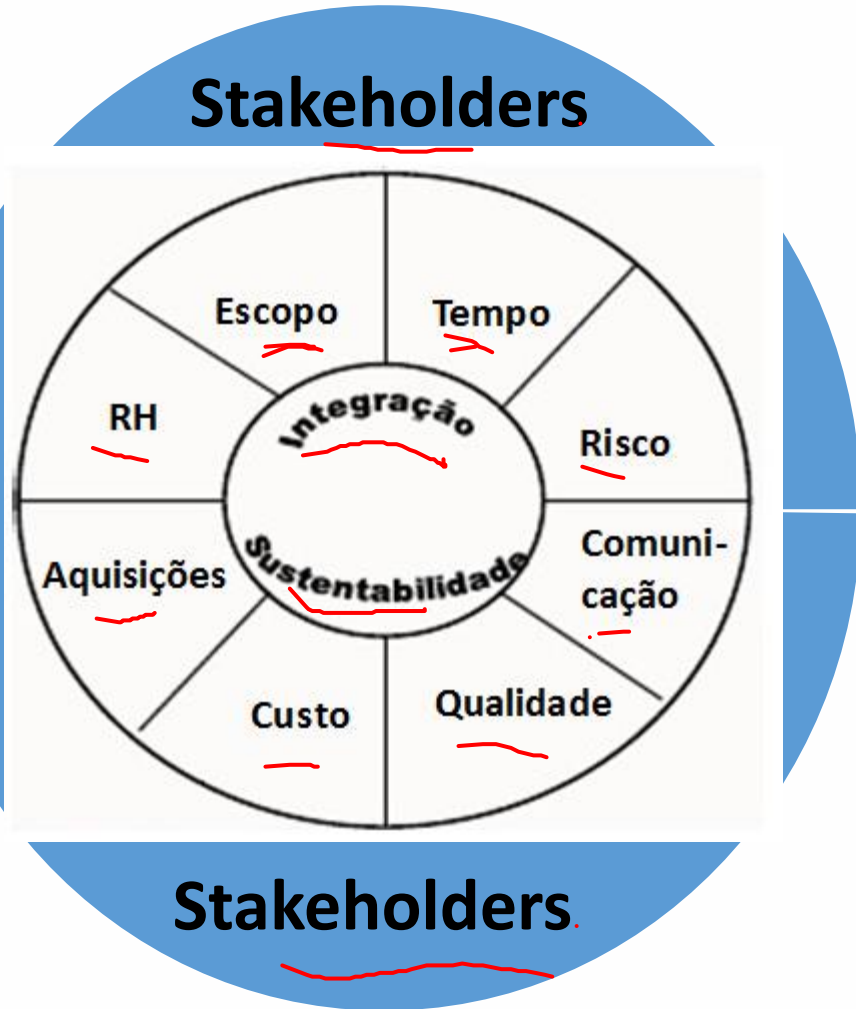 Stakeholders
Escopo
Tempo
RH
Integração
Risco
Comuni-
cação
Aquisições
Sustentabilidade
Custo
Qualidade
Stakeholders